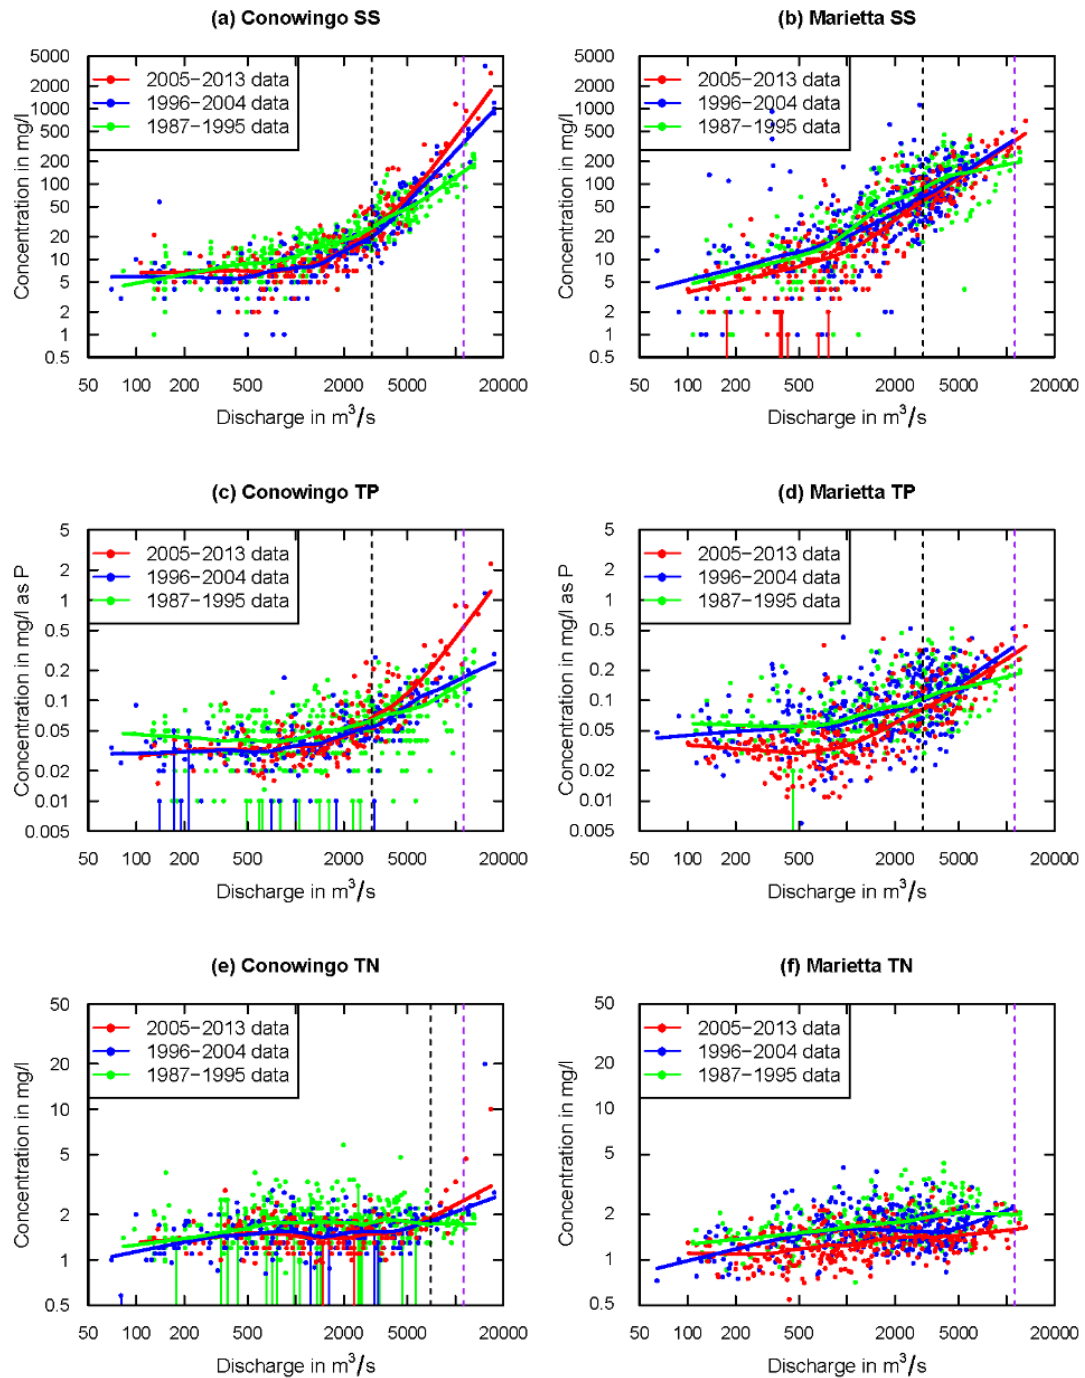 (a) Conowingo SS
Concentration in mg/l
5000
2000
1000
500
200
100
50
20
10
5
2
1
0.5
2005−2013 data
1996−2004 data
1987−1995 data
50 100 200 500 2000 5000 20000
Discharge in m³/s
(b) Marietta SS
Concentration in mg/l
5000
2000
1000
500
200
100
50
20
10
5
2
1
0.5
2005−2013 data
1996−2004 data
1987−1995 data
50 100 200 500 2000 5000 20000
Discharge in m³/s
(c) Conowingo TP
Concentration in mg/l as P
5
2
1
0.5
0.2
0.1
0.05
0.02
0.01
0.005
2005−2013 data
1996−2004 data
1987−1995 data
50 100 200 500 2000 5000 20000
Discharge in m³/s
(d) Marietta TP
Concentration in mg/l as P
5
2
1
0.5
0.2
0.1
0.05
0.02
0.01
0.005
2005−2013 data
1996−2004 data
1987−1995 data
50 100 200 500 2000 5000 20000
Discharge in m³/s
(e) Conowingo TN
Concentration in mg/l
50
20
10
5
2
1
0.5
2005−2013 data
1996−2004 data
1987−1995 data
50 100 200 500 2000 5000 20000
Discharge in m³/s
(f) Marietta TN
Concentration in mg/l
50
20
10
5
2
1
0.5
2005−2013 data
1996−2004 data
1987−1995 data
50 100 200 500 2000 5000 20000
Discharge in m³/s